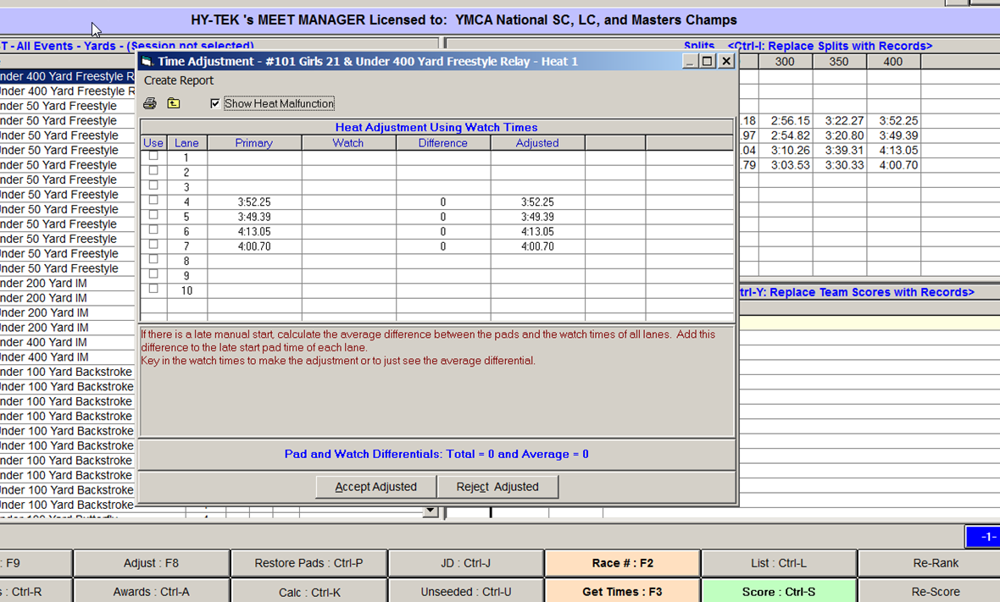 HY-TEK 's MEET MANAGER Licensed to: YMCA National SC, LC, and Masters Champs
T - All Events - Yards - (Session not selected)
Splits <Ctrl-I: Replace Splits with Records>
300 350 400
nder 400 Yard Freestyle R
nder 400 Yard Freestyle R
nder 50 Yard Freestyle
nder 50 Yard Freestyle
nder 50 Yard Freestyle
nder 50 Yard Freestyle
nder 50 Yard Freestyle
nder 50 Yard Freestyle
nder 50 Yard Freestyle
nder 50 Yard Freestyle
nder 50 Yard Freestyle
nder 50 Yard Freestyle
nder 50 Yard Freestyle
nder 50 Yard Freestyle
nder 200 Yard IM
nder 200 Yard IM
nder 200 Yard IM
nder 200 Yard IM
nder 400 Yard IM
nder 400 Yard IM
nder 100 Yard Backstroke
nder 100 Yard Backstroke
nder 100 Yard Backstroke
nder 100 Yard Backstroke
nder 100 Yard Backstroke
nder 100 Yard Backstroke
nder 100 Yard Backstroke
nder 100 Yard Backstroke
nder 100 Yard Backstroke
nder 100 Yard Backstroke
nder 100 Yard Butterfly
Time Adjustment - #101 Girls 21 & Under 400 Yard Freestyle Relay - Heat 1
Create Report
Show Heat Malfunction
Heat Adjustment Using Watch Times
Use Lane Primary Watch Difference Adjusted
1
2
3
4 3:52.25 0 3:52.25
5 3:49.39 0 3:49.39
6 4:13.05 0 4:13.05
7 4:00.70 0 4:00.70
8
9
10
If there is a late manual start, calculate the average difference between the pads and the watch times of all lanes. Add this
difference to the late start pad time of each lane.
Key in the watch times to make the adjustment or to just see the average differential.
Pad and Watch Differentials: Total = 0 and Average = 0
Accept Adjusted Reject Adjusted
.18 2:56.15 3:22.27 3:52.25
.97 2:54.82 3:20.80 3:49.39
.04 3:10.26 3:39.31 4:13.05
.79 3:03.53 3:30.33 4:00.70
trl-Y: Replace Team Scores with Records>
-1-
: F9 Adjust : F8 Restore Pads : Ctrl-P JD : Ctrl-J Race # : F2 List : Ctrl-L Re-Rank
s : Ctrl-R Awards : Ctrl-A Calc : Ctrl-K Unseeded : Ctrl-U Get Times : F3 Score : Ctrl-S Re-Score